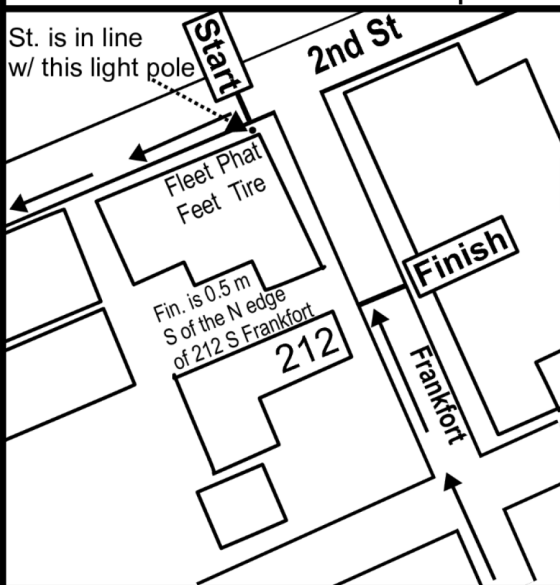 St. is in line
w/ this light pole
Start
2nd St
Fleet Phat
Feet Tire
Finish
Fin. is 0.5 m
S of the N edge
of 212 S Frankfort
212
Frankfort